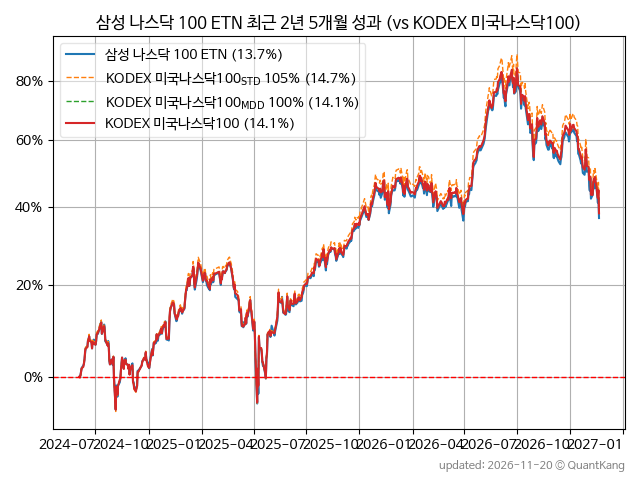 삼성 나스닥 100 ETN 최근 2년 5개월 성과 (vs KODEX 미국나스닥100)
삼성 나스닥 100 ETN (13.7%)
KODEX 미국나스닥100STD 105% (14.7%)
KODEX 미국나스닥100MDD 100% (14.1%)
KODEX 미국나스닥100 (14.1%)
80%
60%
40%
20%
0%
2024-07 2024-10 2025-01 2025-04 2025-07 2025-10 2026-01 2026-04 2026-07 2026-10 2027-01
updated: 2026-11-20 © QuantKang